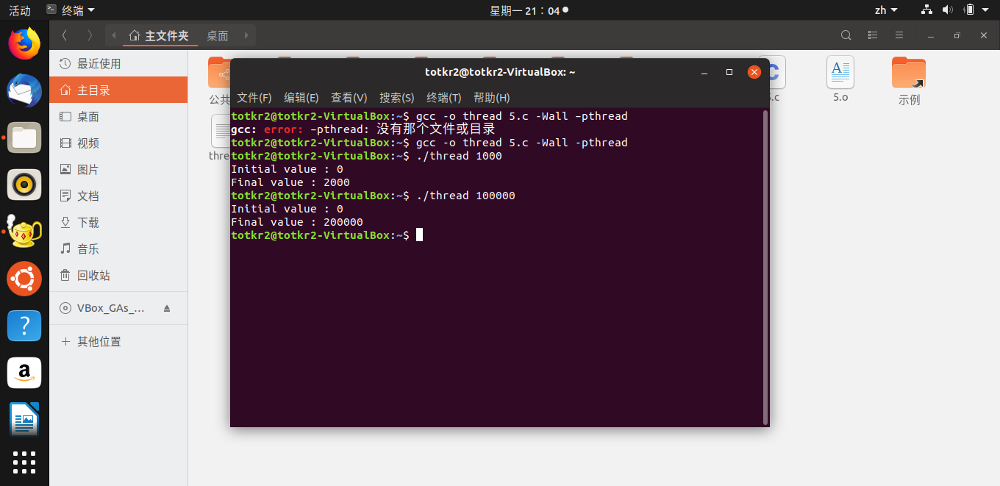 活动 终端 星期一 21：04 zh
主文件夹 桌面
最近使用
主目录
桌面
视频
图片
文档
下载
音乐
回收站
VBox_GAs_...
其他位置
公共
5.c
5.o
示例
thre
totkr2@totkr2-VirtualBox: ~
文件(F) 编辑(E) 查看(V) 搜索(S) 终端(T) 帮助(H)
totkr2@totkr2-VirtualBox:~$ gcc -o thread 5.c -Wall –pthread
gcc: error: –pthread: 没有那个文件或目录
totkr2@totkr2-VirtualBox:~$ gcc -o thread 5.c -Wall -pthread
totkr2@totkr2-VirtualBox:~$ ./thread 1000
Initial value : 0
Final value : 2000
totkr2@totkr2-VirtualBox:~$ ./thread 100000
Initial value : 0
Final value : 200000
totkr2@totkr2-VirtualBox:~$